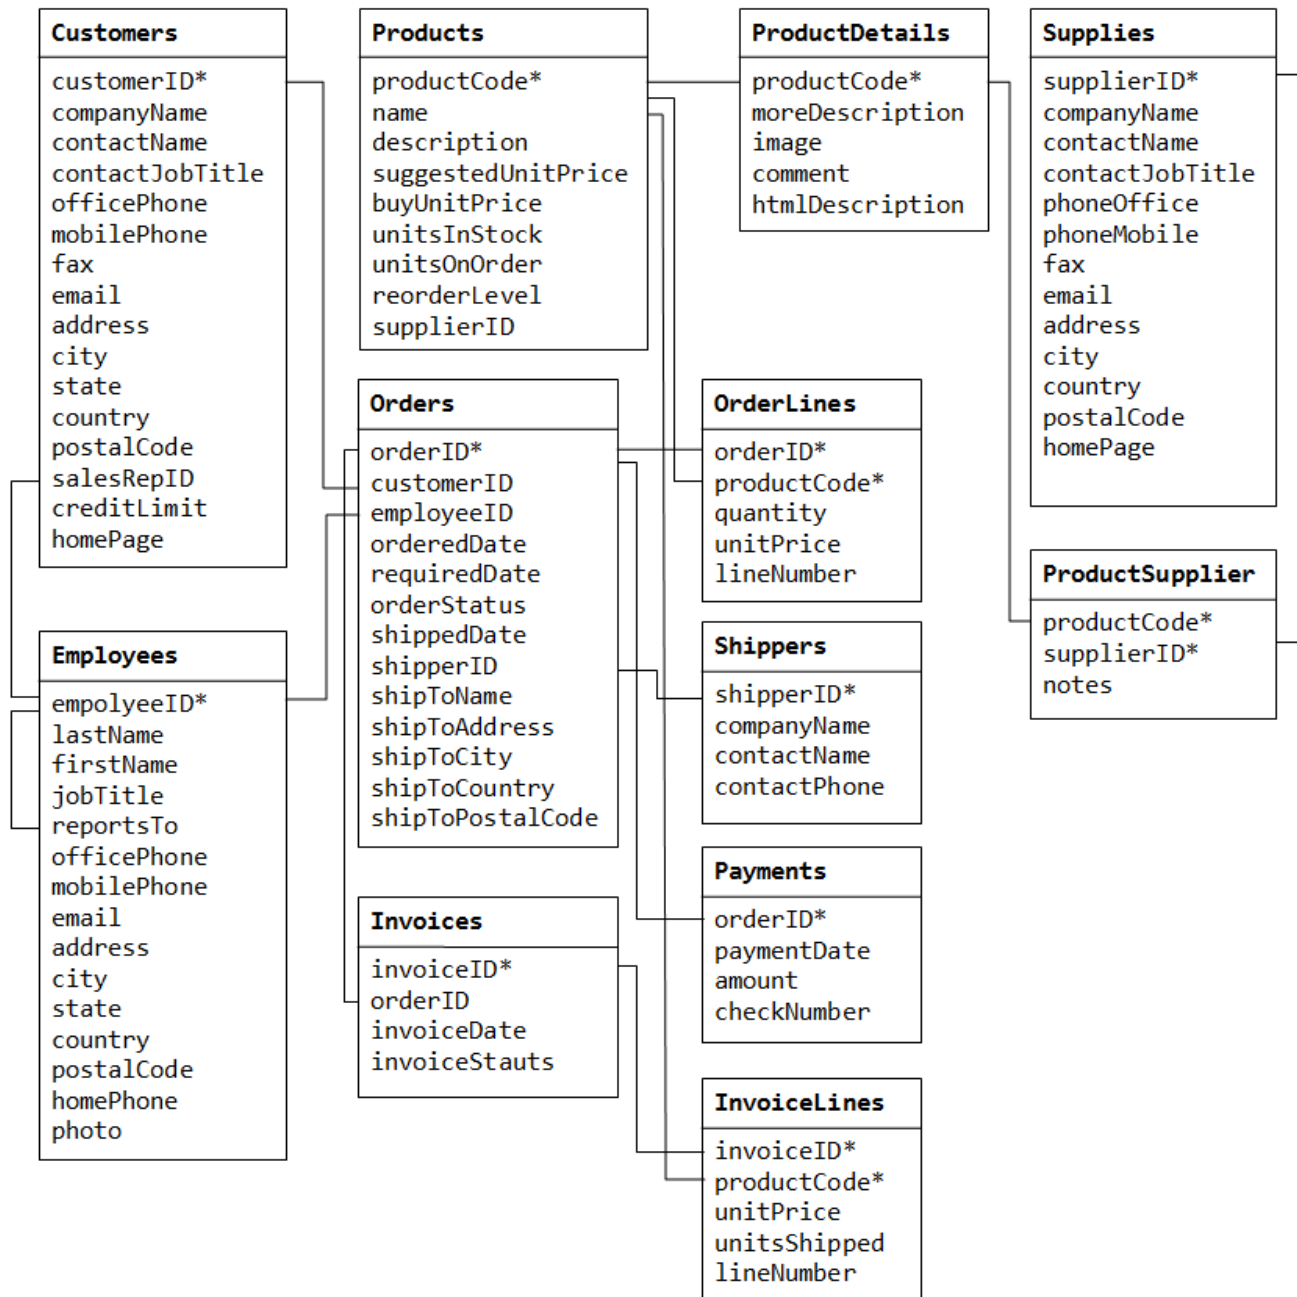 Customers
customerID*
companyName
contactName
contactJobTitle
officePhone
mobilePhone
fax
email
address
city
state
country
postalCode
salesRepID
creditLimit
homePage
Products
productCode*
name
description
suggestedUnitPrice
buyUnitPrice
unitsInStock
unitsOnOrder
reorderLevel
supplierID
ProductDetails
productCode*
moreDescription
image
comment
htmlDescription
Supplies
supplierID*
companyName
contactName
contactJobTitle
phoneOffice
phoneMobile
fax
email
address
city
country
postalCode
homePage
Orders
orderID*
customerID
employeeID
orderedDate
requiredDate
orderStatus
shippedDate
shipperID
shipToName
shipToAddress
shipToCity
shipToCountry
shipToPostalCode
OrderLines
orderID*
productCode*
quantity
unitPrice
lineNumber
ProductSupplier
productCode*
supplierID*
notes
Employees
empolyeeID*
lastName
firstName
jobTitle
reportsTo
officePhone
mobilePhone
email
address
city
state
country
postalCode
homePhone
photo
Shippers
shipperID*
companyName
contactName
contactPhone
Invoices
invoiceID*
orderID
invoiceDate
invoiceStauts
Payments
orderID*
paymentDate
amount
checkNumber
InvoiceLines
invoiceID*
productCode*
unitPrice
unitsShipped
lineNumber